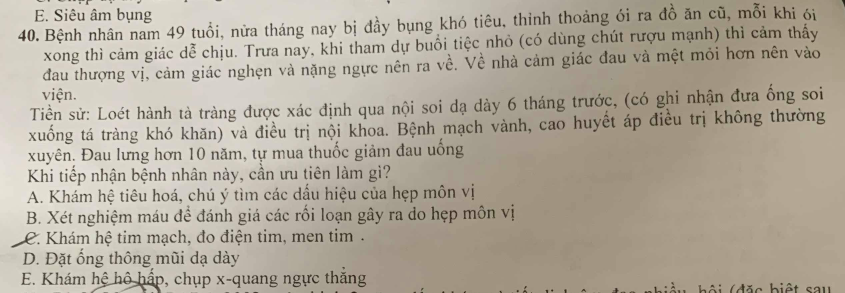 E. Siêu âm bụng
40. Bệnh nhân nam 49 tuổi, nửa tháng nay bị đầy bụng khó tiêu, thỉnh thoảng ói ra đồ ăn cũ, mỗi khi ói
xong thì cảm giác dễ chịu. Trưa nay, khi tham dự buổi tiệc nhỏ (có dùng chút rượu mạnh) thì cảm thấy
đau thượng vị, cảm giác nghẹn và nặng ngực nên ra về. Về nhà cảm giác đau và mệt mỏi hơn nên vào
viện.
Tiền sử: Loét hành tá tràng được xác định qua nội soi dạ dày 6 tháng trước, (có ghi nhận đưa ống soi
xuống tá tràng khó khăn) và điều trị nội khoa. Bệnh mạch vành, cao huyết áp điều trị không thường
xuyên. Đau lưng hơn 10 năm, tự mua thuốc giảm đau uống
Khi tiếp nhận bệnh nhân này, cần ưu tiên làm gì?
A. Khám hệ tiêu hoá, chú ý tìm các dấu hiệu của hẹp môn vị
B. Xét nghiệm máu để đánh giá các rối loạn gây ra do hẹp môn vị
C. Khám hệ tim mạch, đo điện tim, men tim .
D. Đặt ống thông mũi dạ dày
E. Khám hệ hô hấp, chụp x-quang ngực thẳng
hội (đặc biệt sau